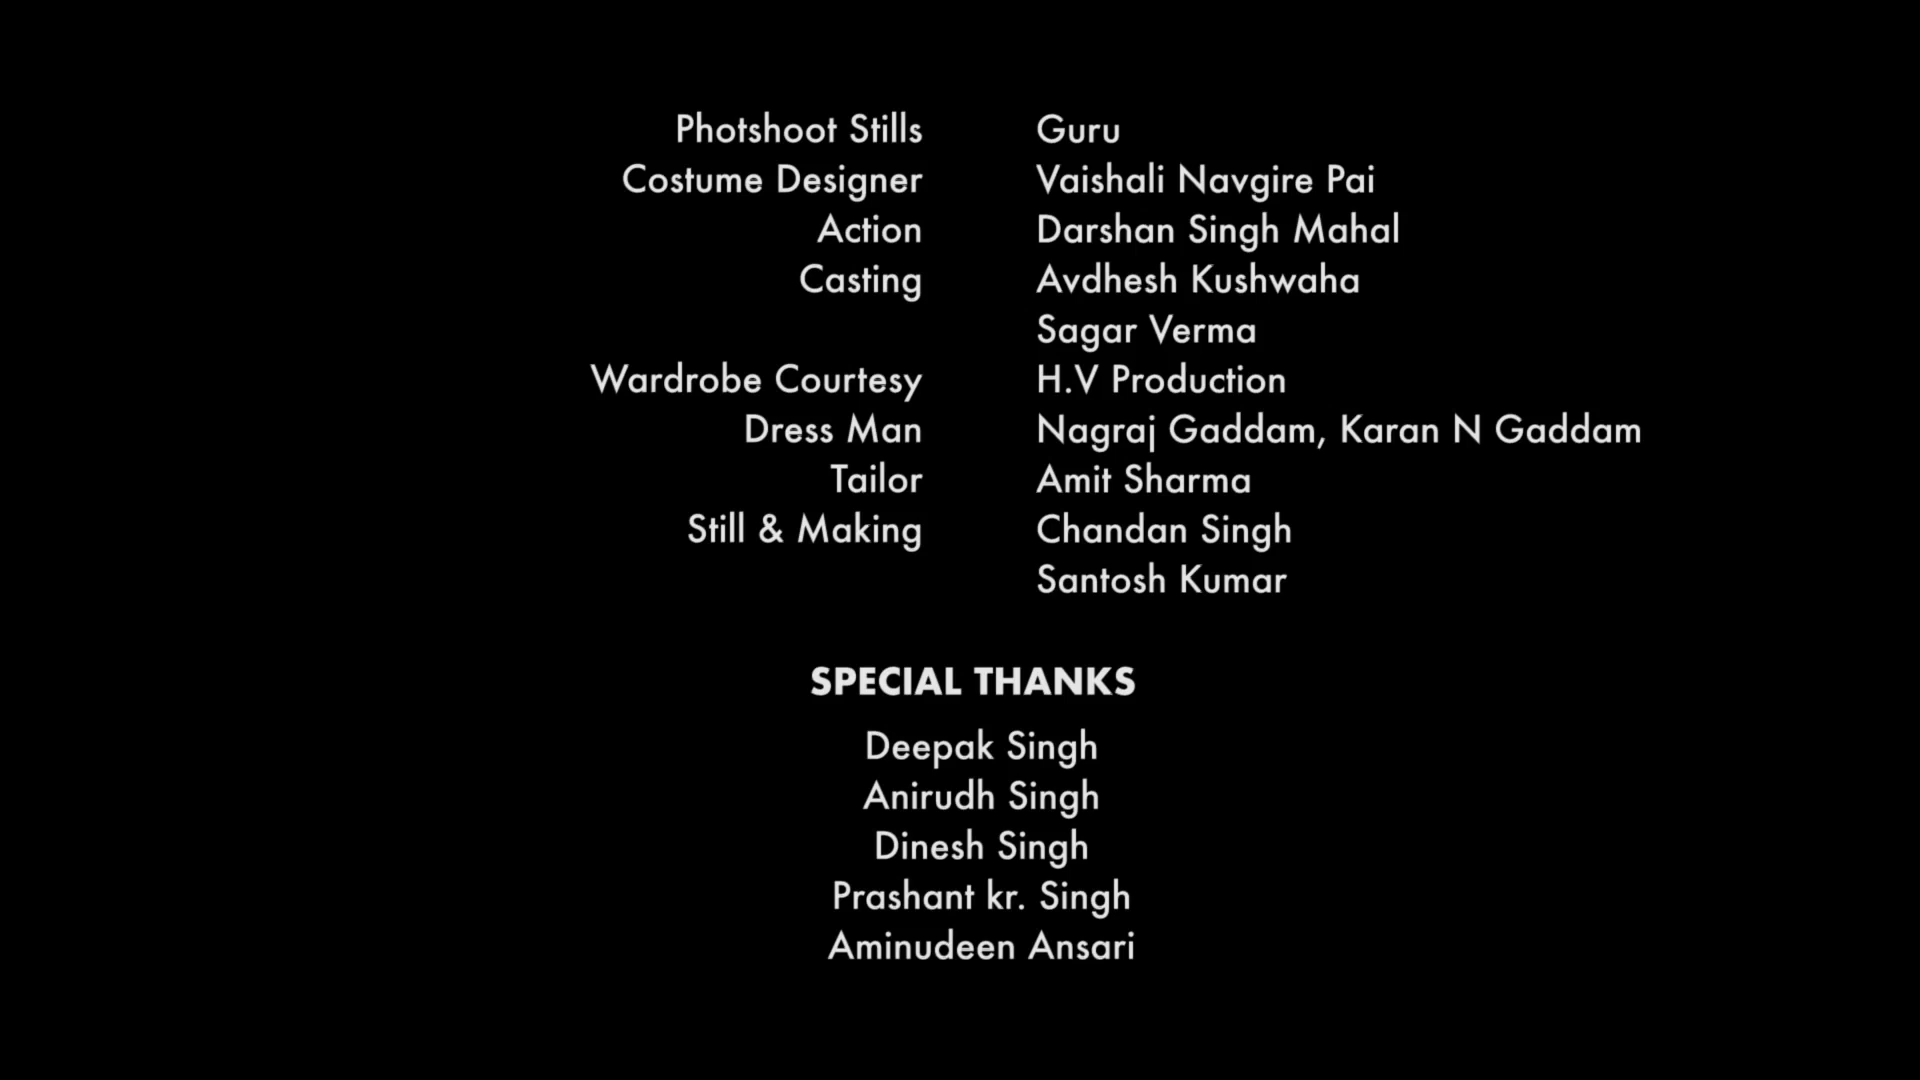 Photshoot Stills Guru
Costume Designer Vaishali Navgire Pai
Action Darshan Singh Mahal
Casting Avdhesh Kushwaha
Sagar Verma
Wardrobe Courtesy H.V Production
Dress Man Nagraj Gaddam, Karan N Gaddam
Tailor Amit Sharma
Still & Making Chandan Singh
Santosh Kumar
SPECIAL THANKS
Deepak Singh
Anirudh Singh
Dinesh Singh
Prashant kr. Singh
Aminudeen Ansari